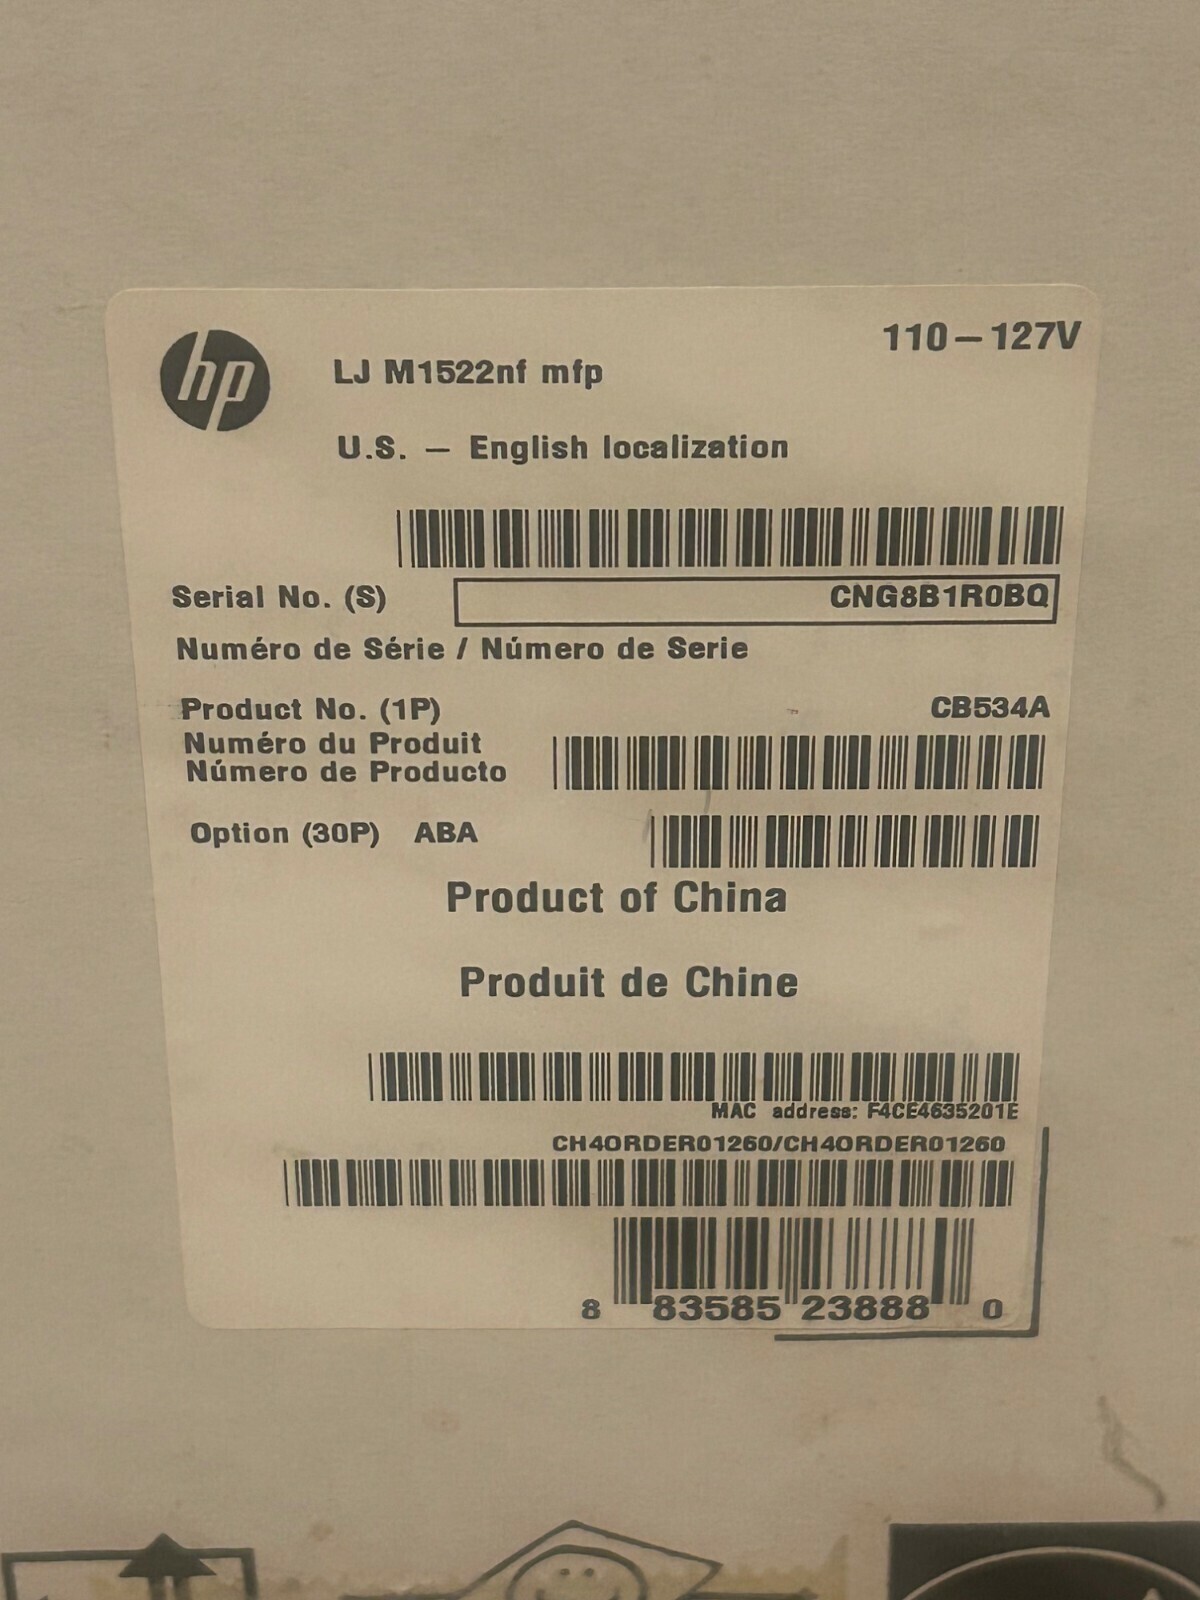 hp
110-127V
LJ M1522nf mfp
U.S. - English localization
Serial No. (S) CNG8B1R0BQ
Numéro de Série / Número de Serie
Product No. (1P) CB534A
Numéro du Produit
Número de Producto
Option (30P) ABA
Product of China
Produit de Chine
MAC address: F4CE4635201E
CH4ORDER01260/CH4ORDER01260
8 83585 23888 0